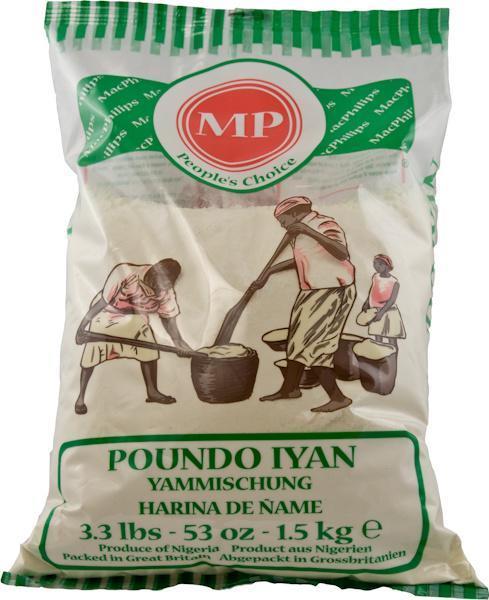 MacPhillips
MacPhillips
MP
People's Choice
POUNDO IYAN
YAMMISCHUNG
HARINA DE ÑAME
3.3 lbs - 53 oz - 1.5 kg ℮
Produce of Nigeria Product aus Nigerien
Packed in Great Britain Abgepackt in Grossbritanien